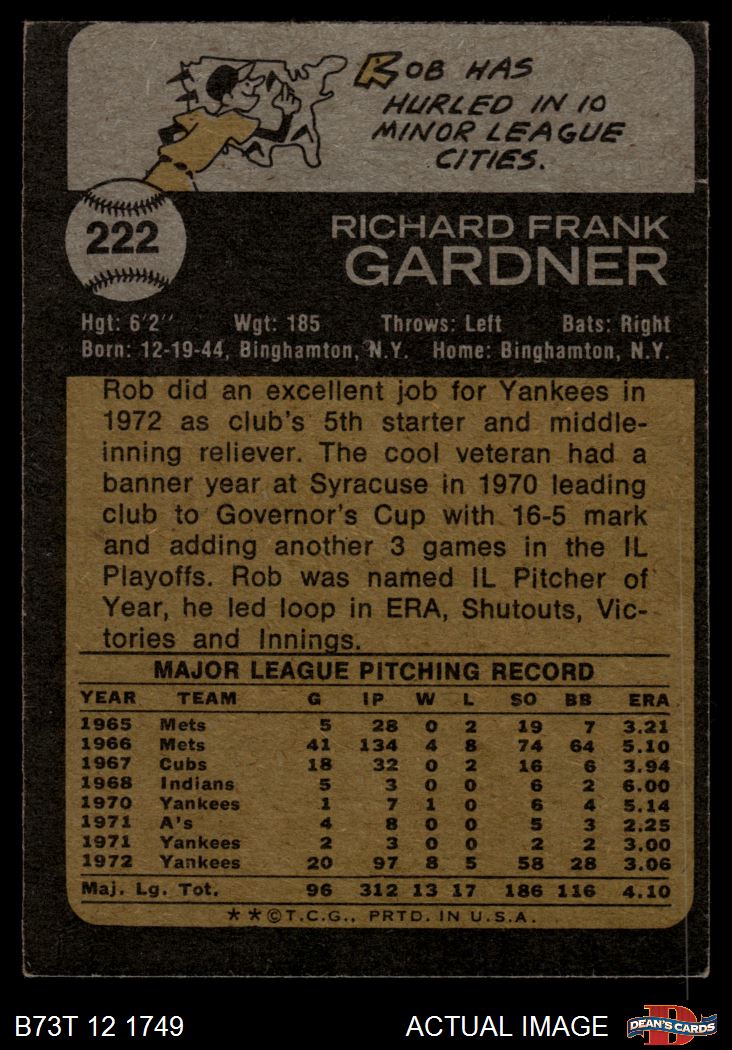 ROB HAS
HURLED IN 10
MINOR LEAGUE
CITIES.
222
RICHARD FRANK
GARDNER
Hgt: 6'2" Wgt: 185 Throws: Left Bats: Right
Born: 12-19-44, Binghamton, N.Y. Home: Binghamton, N.Y.
Rob did an excellent job for Yankees in
1972 as club's 5th starter and middle-
inning reliever. The cool veteran had a
banner year at Syracuse in 1970 leading
club to Governor's Cup with 16-5 mark
and adding another 3 games in the IL
Playoffs. Rob was named IL Pitcher of
Year, he led loop in ERA, Shutouts, Vic-
tories and Innings.
MAJOR LEAGUE PITCHING RECORD
YEAR TEAM G IP W L SO BB ERA
1965 Mets 5 28 0 2 19 7 3.21
1966 Mets 41 134 4 8 74 64 5.10
1967 Cubs 18 32 0 2 16 6 3.94
1968 Indians 5 3 0 0 6 2 6.00
1970 Yankees 1 7 1 0 6 4 5.14
1971 A's 4 8 0 0 5 3 2.25
1971 Yankees 2 3 0 0 2 2 3.00
1972 Yankees 20 97 8 5 58 28 3.06
Maj. Lg. Tot. 96 312 13 17 186 116 4.10
**©T.C.G., PRTD. IN U.S.A.
B73T 12 1749 ACTUAL IMAGE DEAN'S CARDS